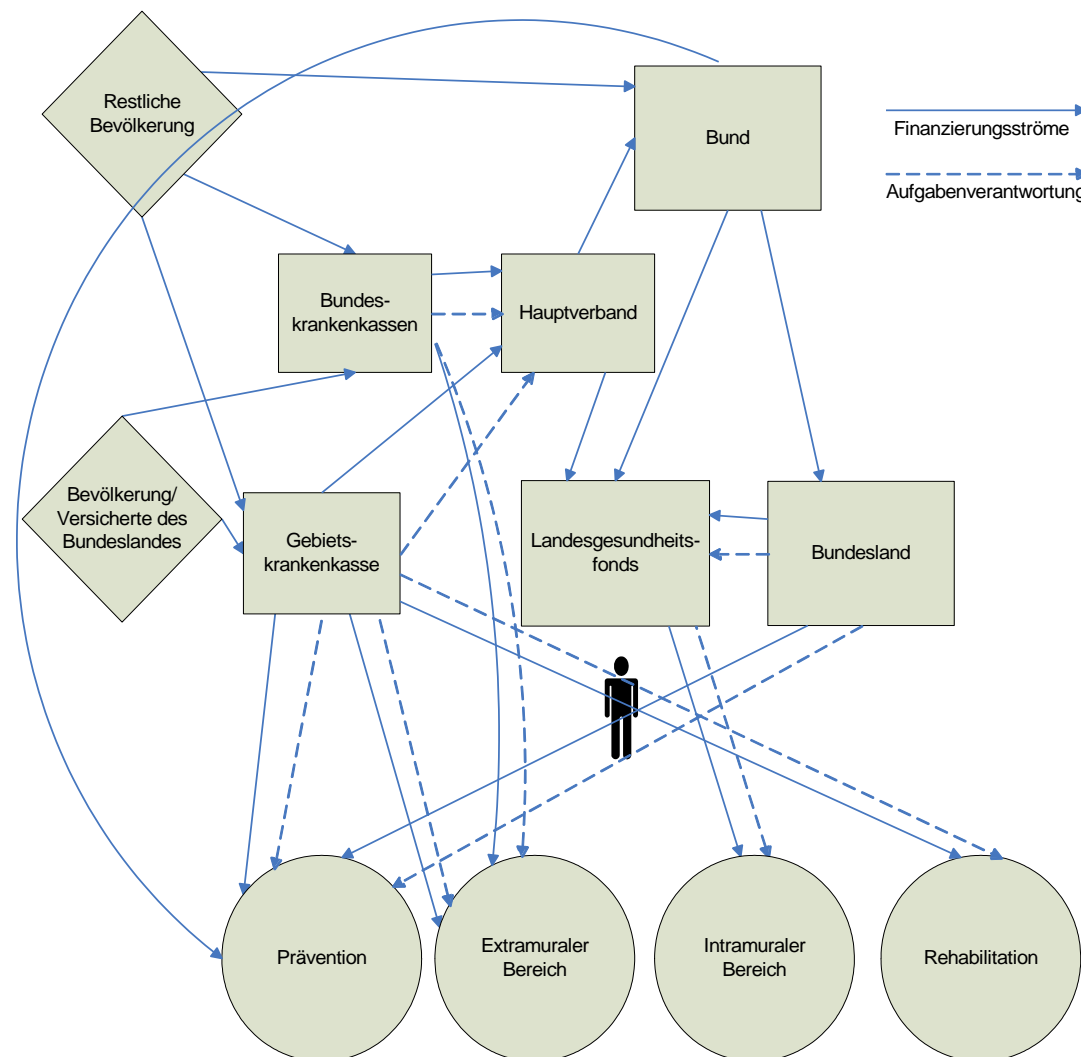 Restliche
Bevölkerung
Bund
Finanzierungsströme
Aufgabenverantwortung
Bundes-
krankenkassen
Hauptverband
Bevölkerung/
Versicherte des
Bundeslandes
Gebiets-
krankenkasse
Landesgesundheits-
fonds
Bundesland
Prävention
Extramuraler
Bereich
Intramuraler
Bereich
Rehabilitation